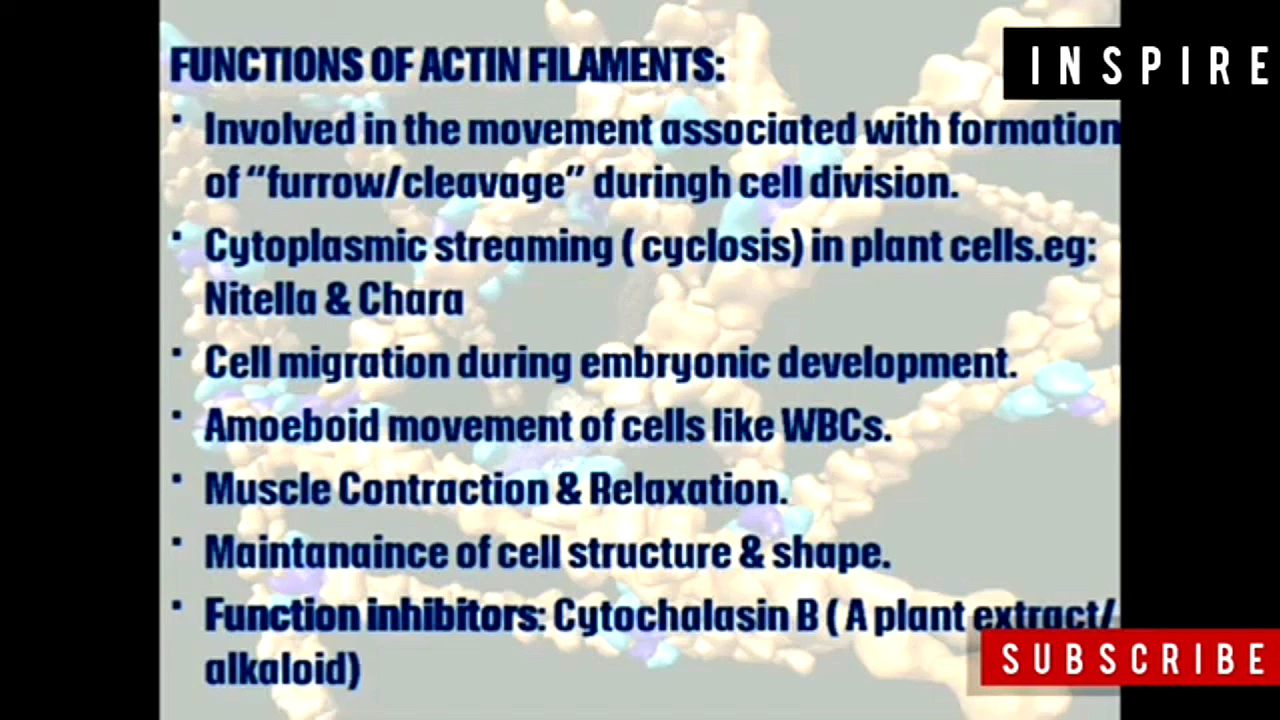 FUNCTIONS OF ACTIN FILAMENTS:
INSPIRE
· Involved in the movement associated with formation
of “furrow/cleavage” duringh cell division.
· Cytoplasmic streaming ( cyclosis) in plant cells.eg:
Nitella & Chara
· Cell migration during embryonic development.
· Amoeboid movement of cells like WBCs.
· Muscle Contraction & Relaxation.
· Maintanaince of cell structure & shape.
· Function inhibitors: Cytochalasin B ( A plant extract/
alkaloid)
SUBSCRIBE